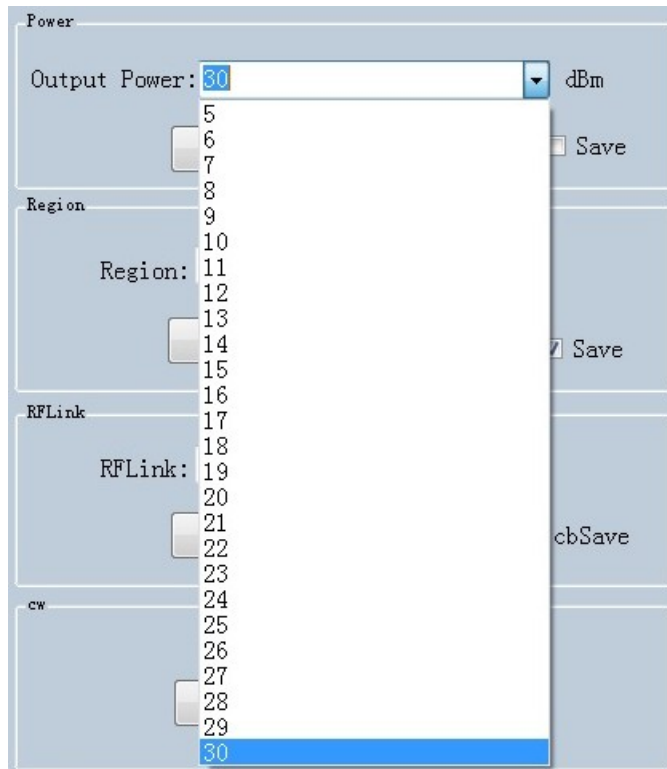 Power
Output Power: 30 dBm
5
6 Save
7
8
Region
9
10
Region: 11
12
13
14 Save
15
16
RFLink
17
18
RFLink: 19
20
21
22 cbSave
23
24
cw
25
26
27
28
29
30